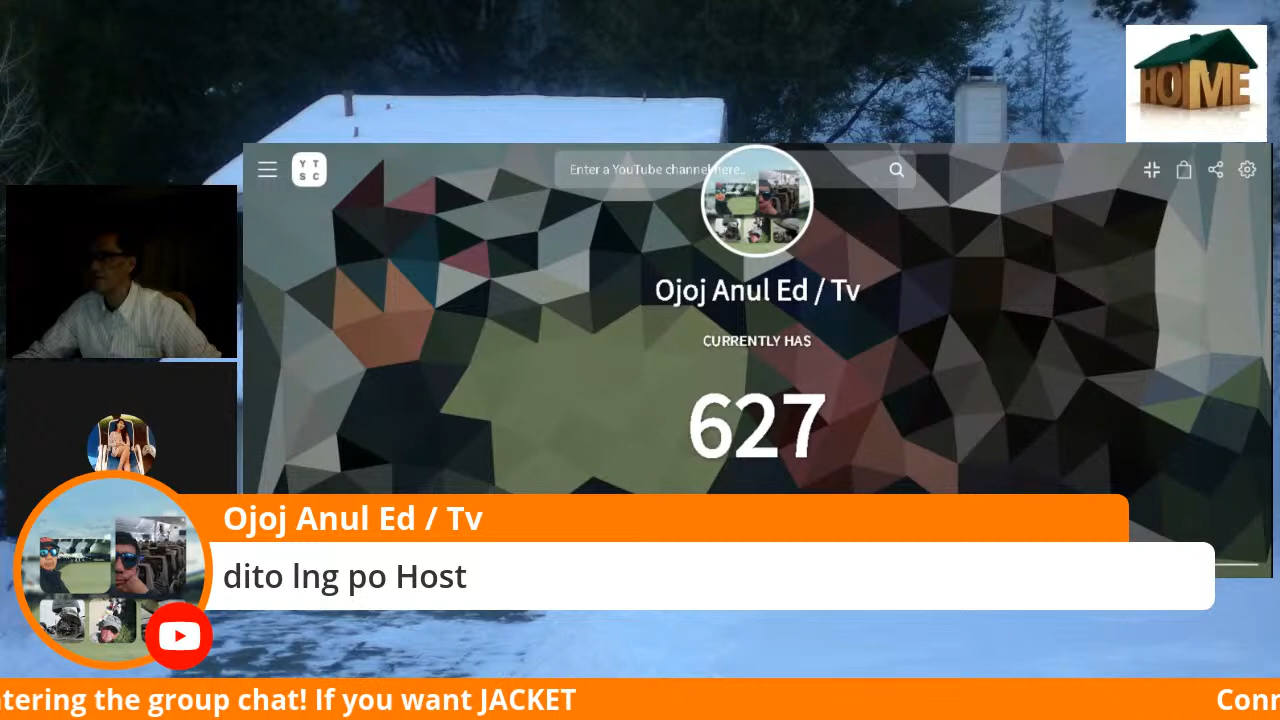 HOME
Y T
S C
Enter a YouTube channel here..
Ojoj Anul Ed / Tv
CURRENTLY HAS
627
Ojoj Anul Ed / Tv
dito lng po Host
ntering the group chat! If you want JACKET
Conn